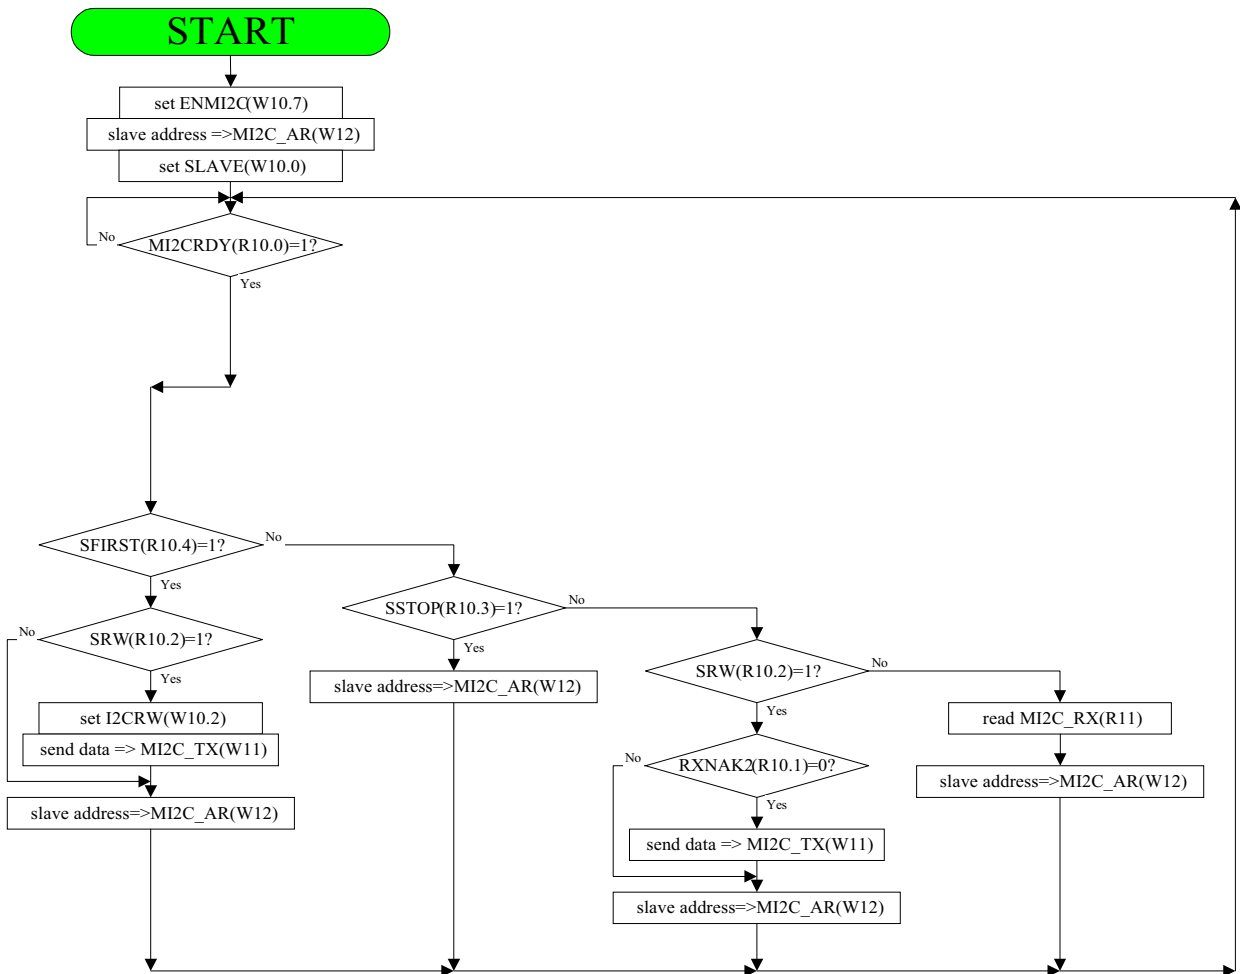 START
set ENMI2C(W10.7)
slave address =>MI2C_AR(W12)
set SLAVE(W10.0)
No
MI2CRDY(R10.0)=1?
Yes
SFIRST(R10.4)=1?
No
Yes
No
SRW(R10.2)=1?
Yes
set I2CRW(W10.2)
send data => MI2C_TX(W11)
slave address=>MI2C_AR(W12)
SSTOP(R10.3)=1?
No
Yes
slave address=>MI2C_AR(W12)
SRW(R10.2)=1?
No
Yes
No
RXNAK2(R10.1)=0?
Yes
send data => MI2C_TX(W11)
slave address=>MI2C_AR(W12)
read MI2C_RX(R11)
slave address=>MI2C_AR(W12)